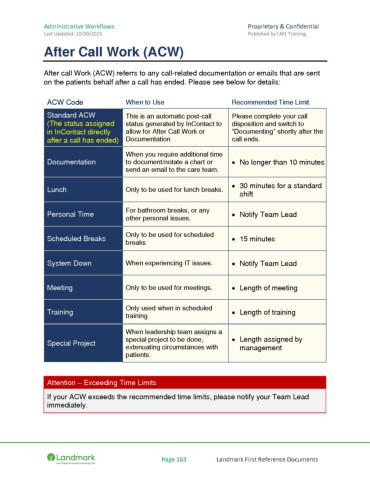 Administrative Workflows Proprietary & Confidential
Last Updated: 10/30/2023 Published by LM1 Training
After Call Work (ACW)
After call Work (ACW) refers to any call-related documentation or emails that are sent
on the patients behalf after a call has ended. Please see below for details:
ACW Code When to Use Recommended Time Limit
Standard ACW
(The status assigned
in InContact directly
after a call has ended)
This is an automatic post-call
status generated by InContact to
allow for After Call Work or
Documentation
Please complete your call
disposition and switch to
“Documenting” shortly after the
call ends.
Documentation
When you require additional time
to document/notate a chart or
send an email to the care team.
• No longer than 10 minutes
Lunch
Only to be used for lunch breaks.
• 30 minutes for a standard
shift
Personal Time
For bathroom breaks, or any
other personal issues.
• Notify Team Lead
Scheduled Breaks
Only to be used for scheduled
breaks
• 15 minutes
System Down
When experiencing IT issues.
• Notify Team Lead
Meeting
Only to be used for meetings.
• Length of meeting
Training
Only used when in scheduled
training
• Length of training
Special Project
When leadership team assigns a
special project to be done,
extenuating circumstances with
patients.
• Length assigned by
management
Attention – Exceeding Time Limits
If your ACW exceeds the recommended time limits, please notify your Team Lead
immediately.
Landmark
Page 163 Landmark First Reference Documents